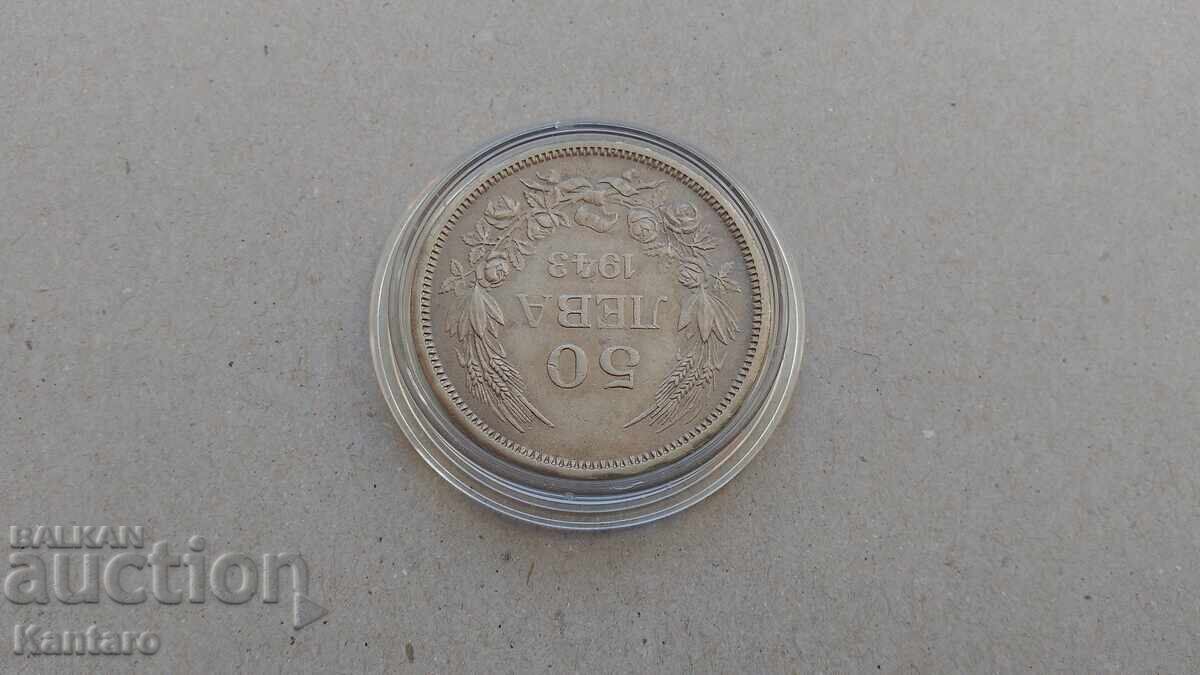 50
ЛЕВА
1943
BALKAN
auction
Kantaro